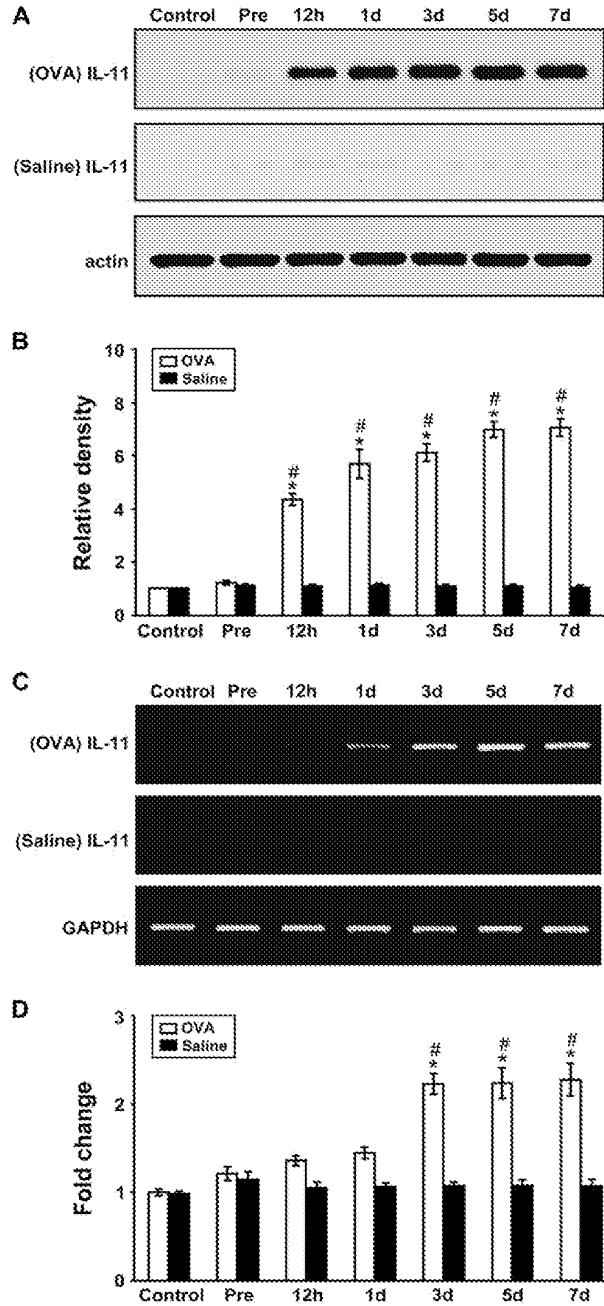 A
Control Pre 12h 1d 3d 5d 7d
(OVA) IL-11
(Saline) IL-11
actin
B
10
8
6
4
2
0
Relative density
OVA
Saline
# # # # #
* * * * *
Control Pre 12h 1d 3d 5d 7d
C
Control Pre 12h 1d 3d 5d 7d
(OVA) IL-11
(Saline) IL-11
GAPDH
D
3
2
1
0
Fold change
OVA
Saline
# # #
* * *
Control Pre 12h 1d 3d 5d 7d